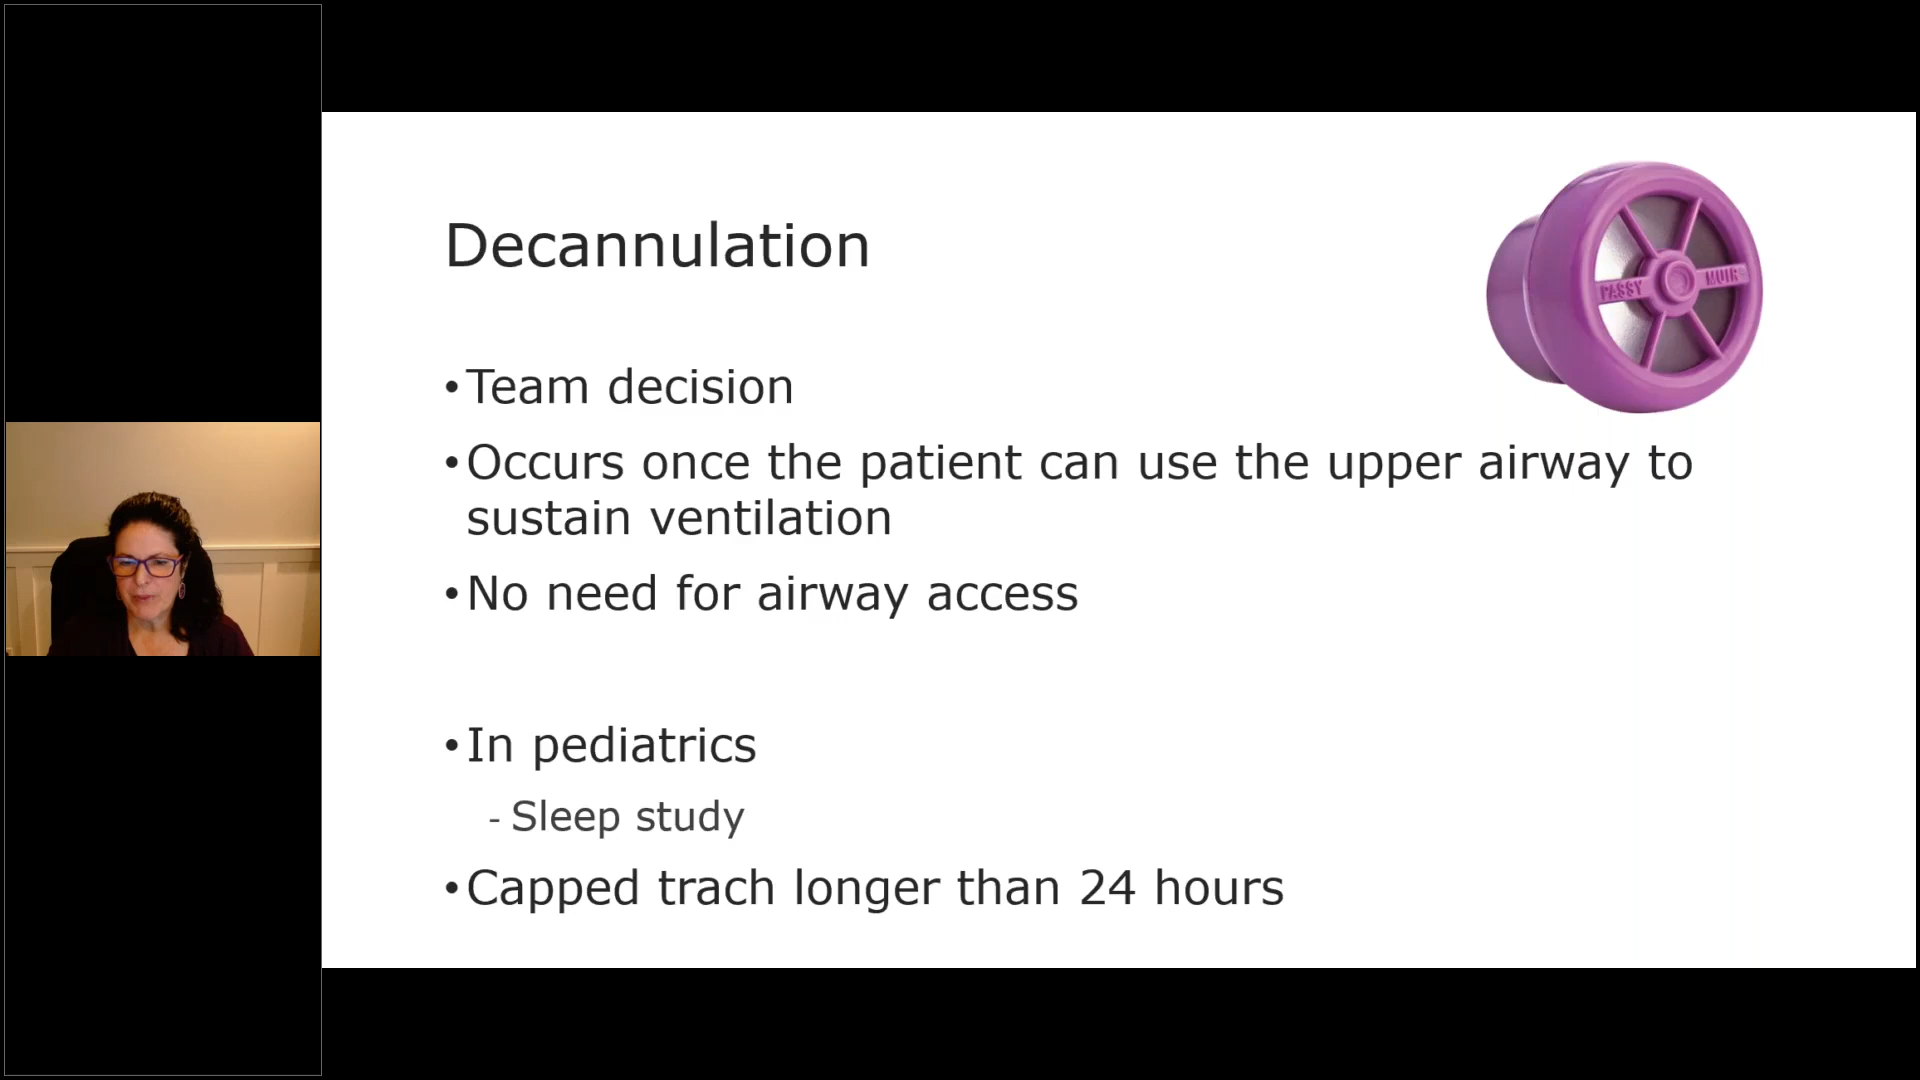 Decannulation
PASSY MUIR®
•Team decision
•Occurs once the patient can use the upper airway to
sustain ventilation
•No need for airway access
•In pediatrics
- Sleep study
•Capped trach longer than 24 hours